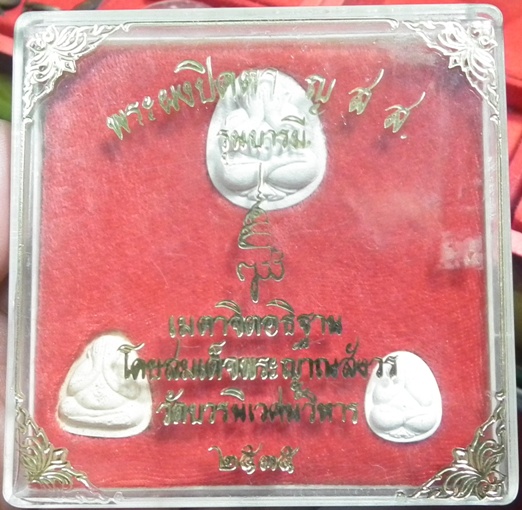 พระผงปิดตา ญ ส ส
รุ่นบารมี
เมตาจิตอธิฐาน
โดยสมเด็จพระญาณสังวร
วัดบวรนิเวศน์วิหาร
๒๕๓๕